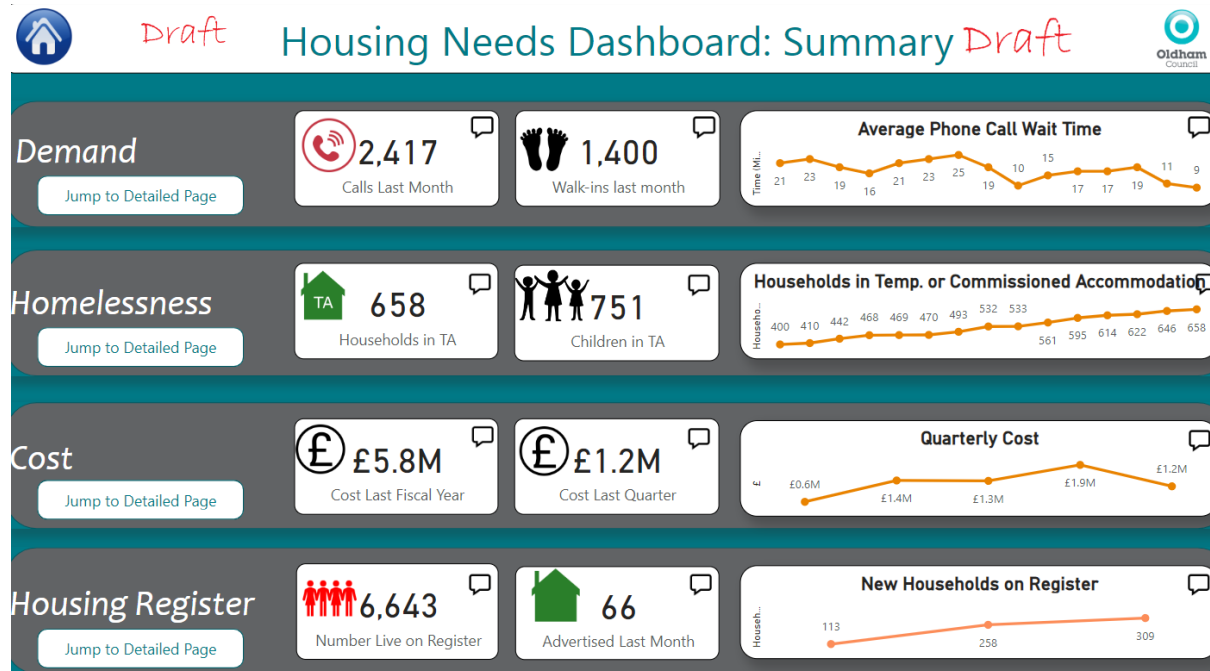 Draft Housing Needs Dashboard: Summary Draft
Oldham
Council
Demand
Jump to Detailed Page
2,417
Calls Last Month
1,400
Walk-ins last month
Average Phone Call Wait Time
Time (Mi...
21 23 19 16 21 23 25 19 10 15 17 17 19 11 9
Homelessness
Jump to Detailed Page
TA
658
Households in TA
751
Children in TA
Households in Temp. or Commissioned Accommodation
Househo...
400 410 442 468 469 470 493 532 533 561 595 614 622 646 658
Cost
Jump to Detailed Page
£
£5.8M
Cost Last Fiscal Year
£
£1.2M
Cost Last Quarter
Quarterly Cost
£
£0.6M £1.4M £1.3M £1.9M £1.2M
Housing Register
Jump to Detailed Page
6,643
Number Live on Register
66
Advertised Last Month
New Households on Register
Househ...
113 258 309